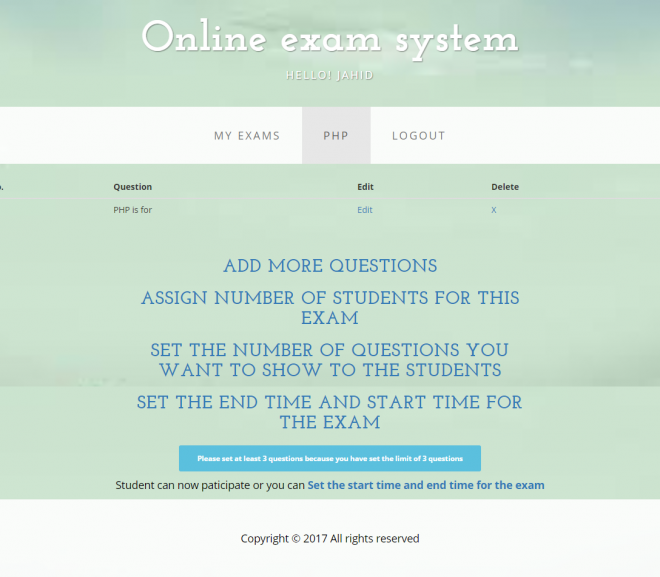 Online exam system
HELLO! JAHID
MY EXAMS PHP LOGOUT
Question Edit Delete
PHP is for Edit X
ADD MORE QUESTIONS
ASSIGN NUMBER OF STUDENTS FOR THIS
EXAM
SET THE NUMBER OF QUESTIONS YOU
WANT TO SHOW TO THE STUDENTS
SET THE END TIME AND START TIME FOR
THE EXAM
Please set at least 3 questions because you have set the limit of 3 questions
Student can now paticipate or you can Set the start time and end time for the exam
Copyright © 2017 All rights reserved